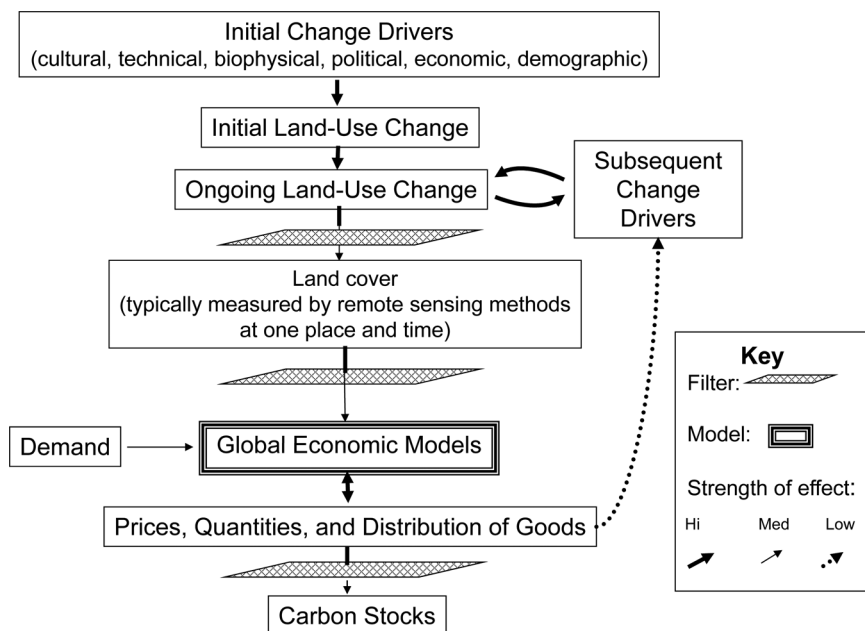 Initial Change Drivers
(cultural, technical, biophysical, political, economic, demographic)
Initial Land-Use Change
Ongoing Land-Use Change
Subsequent
Change
Drivers
Land cover
(typically measured by remote sensing methods
at one place and time)
Demand
Global Economic Models
Prices, Quantities, and Distribution of Goods
Carbon Stocks
Key
Filter:
Model:
Strength of effect:
Hi Med Low